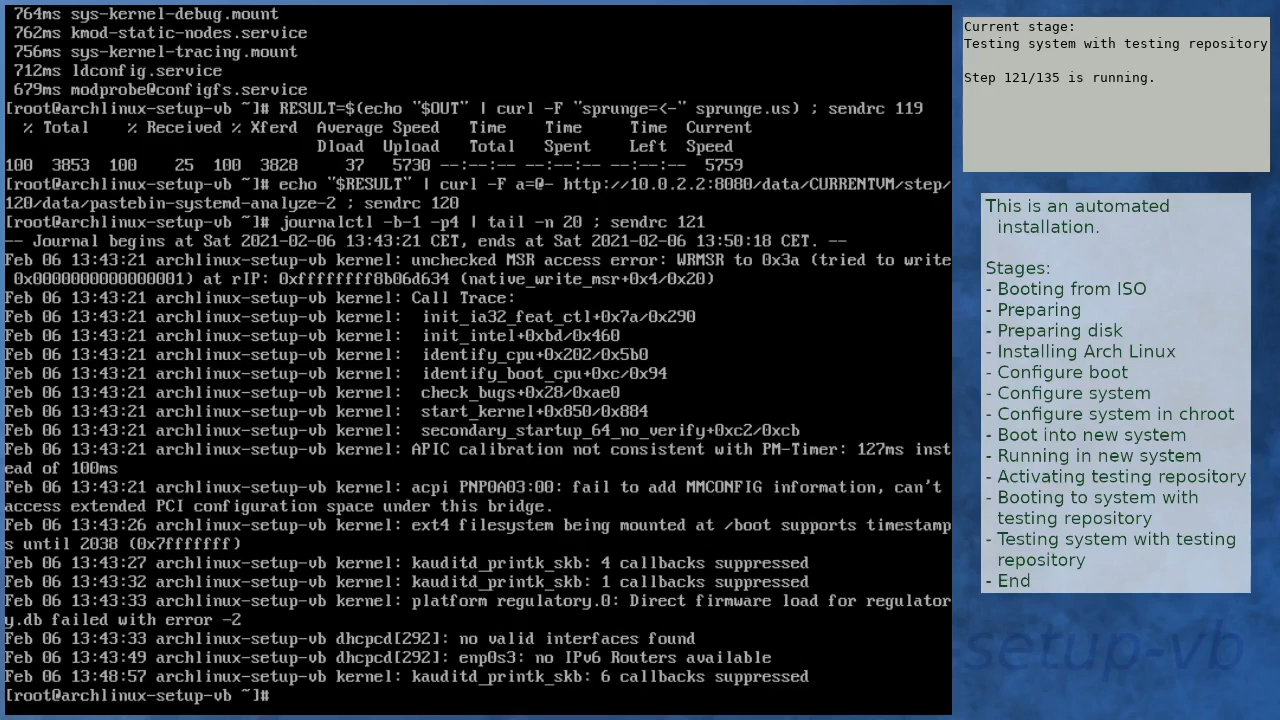 764ms sys-kernel-debug.mount
762ms kmod-static-nodes.service
756ms sys-kernel-tracing.mount
712ms ldconfig.service
679ms modprobe@configfs.service
[root@archlinux-setup-vb ~]# RESULT=$(echo "$OUT" | curl -F "sprunge=<-" sprunge.us) ; sendrc 119
% Total    % Received % Xferd  Average Speed   Time    Time     Time  Current
Dload  Upload   Total   Spent    Left  Speed
100  3853  100    25  100  3828     37   5730 --:--:-- --:--:-- --:--:--  5759
[root@archlinux-setup-vb ~]# echo "$RESULT" | curl -F a=@- http://10.0.2.2:8080/data/CURRENTVM/step/
120/data/pastebin-systemd-analyze-2 ; sendrc 120
[root@archlinux-setup-vb ~]# journalctl -b-1 -p4 | tail -n 20 ; sendrc 121
-- Journal begins at Sat 2021-02-06 13:43:21 CET, ends at Sat 2021-02-06 13:50:18 CET. --
Feb 06 13:43:21 archlinux-setup-vb kernel: unchecked MSR access error: WRMSR to 0x3a (tried to write
0x0000000000000001) at rIP: 0xffffffff8b06d634 (native_write_msr+0x4/0x20)
Feb 06 13:43:21 archlinux-setup-vb kernel: Call Trace:
Feb 06 13:43:21 archlinux-setup-vb kernel:  init_ia32_feat_ctl+0x7a/0x290
Feb 06 13:43:21 archlinux-setup-vb kernel:  init_intel+0xbd/0x460
Feb 06 13:43:21 archlinux-setup-vb kernel:  identify_cpu+0x202/0x5b0
Feb 06 13:43:21 archlinux-setup-vb kernel:  identify_boot_cpu+0xc/0x94
Feb 06 13:43:21 archlinux-setup-vb kernel:  check_bugs+0x28/0xae0
Feb 06 13:43:21 archlinux-setup-vb kernel:  start_kernel+0x850/0x884
Feb 06 13:43:21 archlinux-setup-vb kernel:  secondary_startup_64_no_verify+0xc2/0xcb
Feb 06 13:43:21 archlinux-setup-vb kernel: APIC calibration not consistent with PM-Timer: 127ms inst
ead of 100ms
Feb 06 13:43:21 archlinux-setup-vb kernel: acpi PNP0A03:00: fail to add MMCONFIG information, can't
access extended PCI configuration space under this bridge.
Feb 06 13:43:26 archlinux-setup-vb kernel: ext4 filesystem being mounted at /boot supports timestamp
s until 2038 (0x7fffffff)
Feb 06 13:43:27 archlinux-setup-vb kernel: kauditd_printk_skb: 4 callbacks suppressed
Feb 06 13:43:32 archlinux-setup-vb kernel: kauditd_printk_skb: 1 callbacks suppressed
Feb 06 13:43:33 archlinux-setup-vb kernel: platform regulatory.0: Direct firmware load for regulator
y.db failed with error -2
Feb 06 13:43:33 archlinux-setup-vb dhcpcd[292]: no valid interfaces found
Feb 06 13:43:49 archlinux-setup-vb dhcpcd[292]: enp0s3: no IPv6 Routers available
Feb 06 13:48:57 archlinux-setup-vb kernel: kauditd_printk_skb: 6 callbacks suppressed
[root@archlinux-setup-vb ~]#
Current stage:
Testing system with testing repository
Step 121/135 is running.
This is an automated
installation.
Stages:
- Booting from ISO
- Preparing
- Preparing disk
- Installing Arch Linux
- Configure boot
- Configure system
- Configure system in chroot
- Boot into new system
- Running in new system
- Activating testing repository
- Booting to system with
testing repository
- Testing system with testing
repository
- End
setup-vb